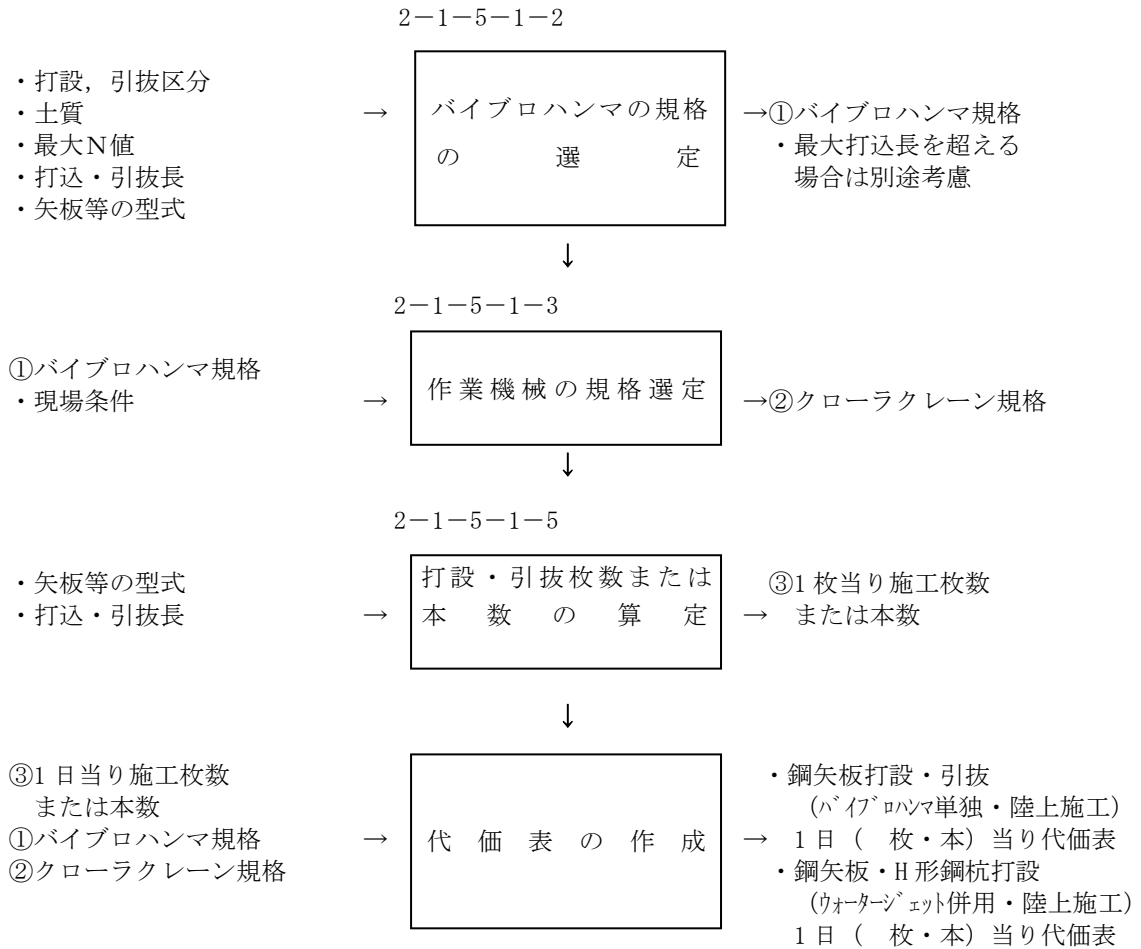 2－1－5－1－2
・打設，引抜区分
・土質
・最大Ｎ値
・打込・引抜長
・矢板等の型式
→
バイブロハンマの規格
の選定
→①バイブロハンマ規格
・最大打込長を超える
場合は別途考慮
↓
2－1－5－1－3
①バイブロハンマ規格
・現場条件
→
作業機械の規格選定
→②クローラクレーン規格
↓
2－1－5－1－5
・矢板等の型式
・打込・引抜長
→
打設・引抜枚数または
本数の算定
③1枚当り施工枚数
→ または本数
↓
③1 日当り施工枚数
または本数
①バイブロハンマ規格
②クローラクレーン規格
→
代価表の作成
・鋼矢板打設・引抜
(ﾊﾞｲﾌﾞﾛﾊﾝﾏ単独・陸上施工)
→ 1 日（　枚・本）当り代価表
・鋼矢板・H 形鋼杭打設
(ｳｫｰﾀｰｼﾞｪｯﾄ併用・陸上施工)
1 日（　枚・本）当り代価表